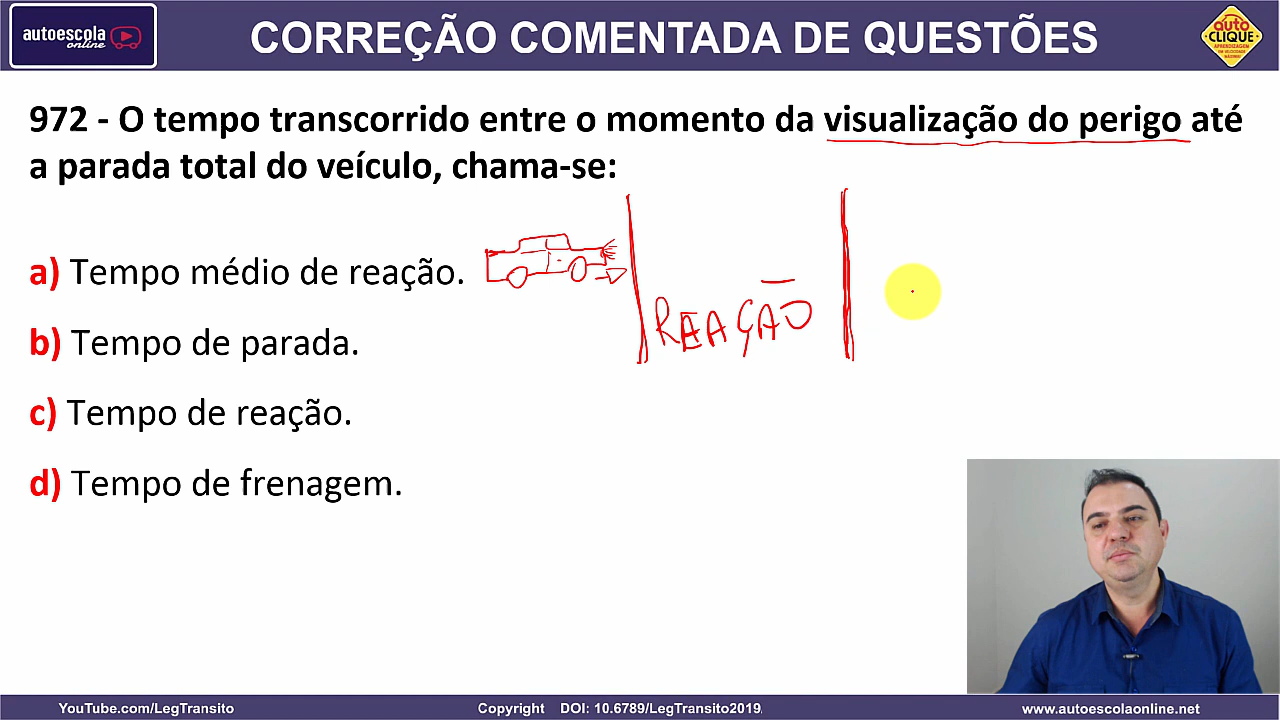 autoescola
online
CORREÇÃO COMENTADA DE QUESTÕES
auto
CLIQUE
APRENDIZAGEM
972 - O tempo transcorrido entre o momento da visualização do perigo até
a parada total do veículo, chama-se:
a) Tempo médio de reação.
REAÇÃO
b) Tempo de parada.
c) Tempo de reação.
d) Tempo de frenagem.
YouTube.com/LegTransito
Copyright DOI: 10.6789/LegTransito2019
www.autoescolaonline.net